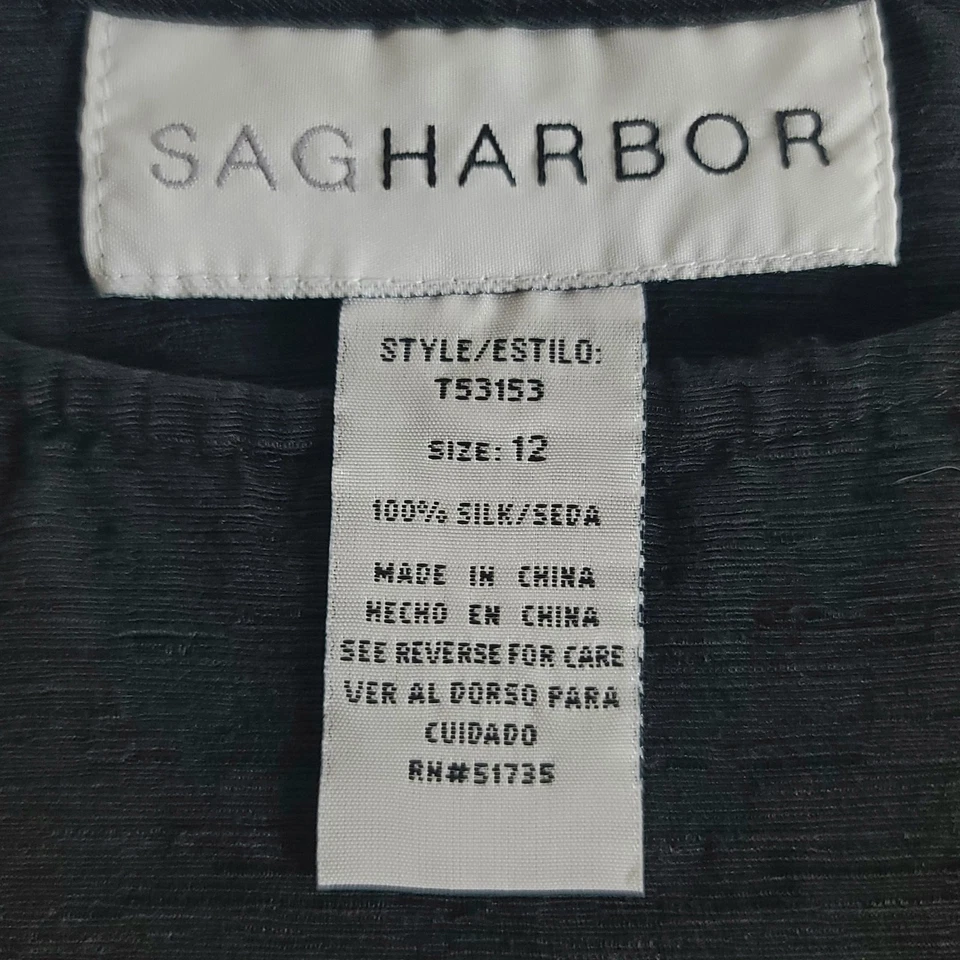 SAGHARBOR
STYLE/ESTILO:
T53153
SIZE: 12
100% SILK/SEDA
MADE IN CHINA
HECHO EN CHINA
SEE REVERSE FOR CARE
VER AL DORSO PARA
CUIDADO
RN#51735